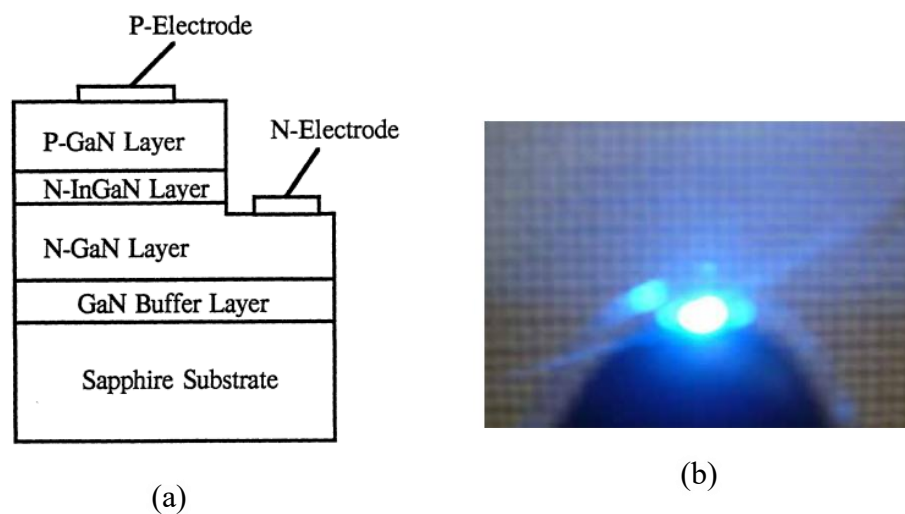 P-Electrode
N-Electrode
P-GaN Layer
N-InGaN Layer
N-GaN Layer
GaN Buffer Layer
Sapphire Substrate
(a)
(b)